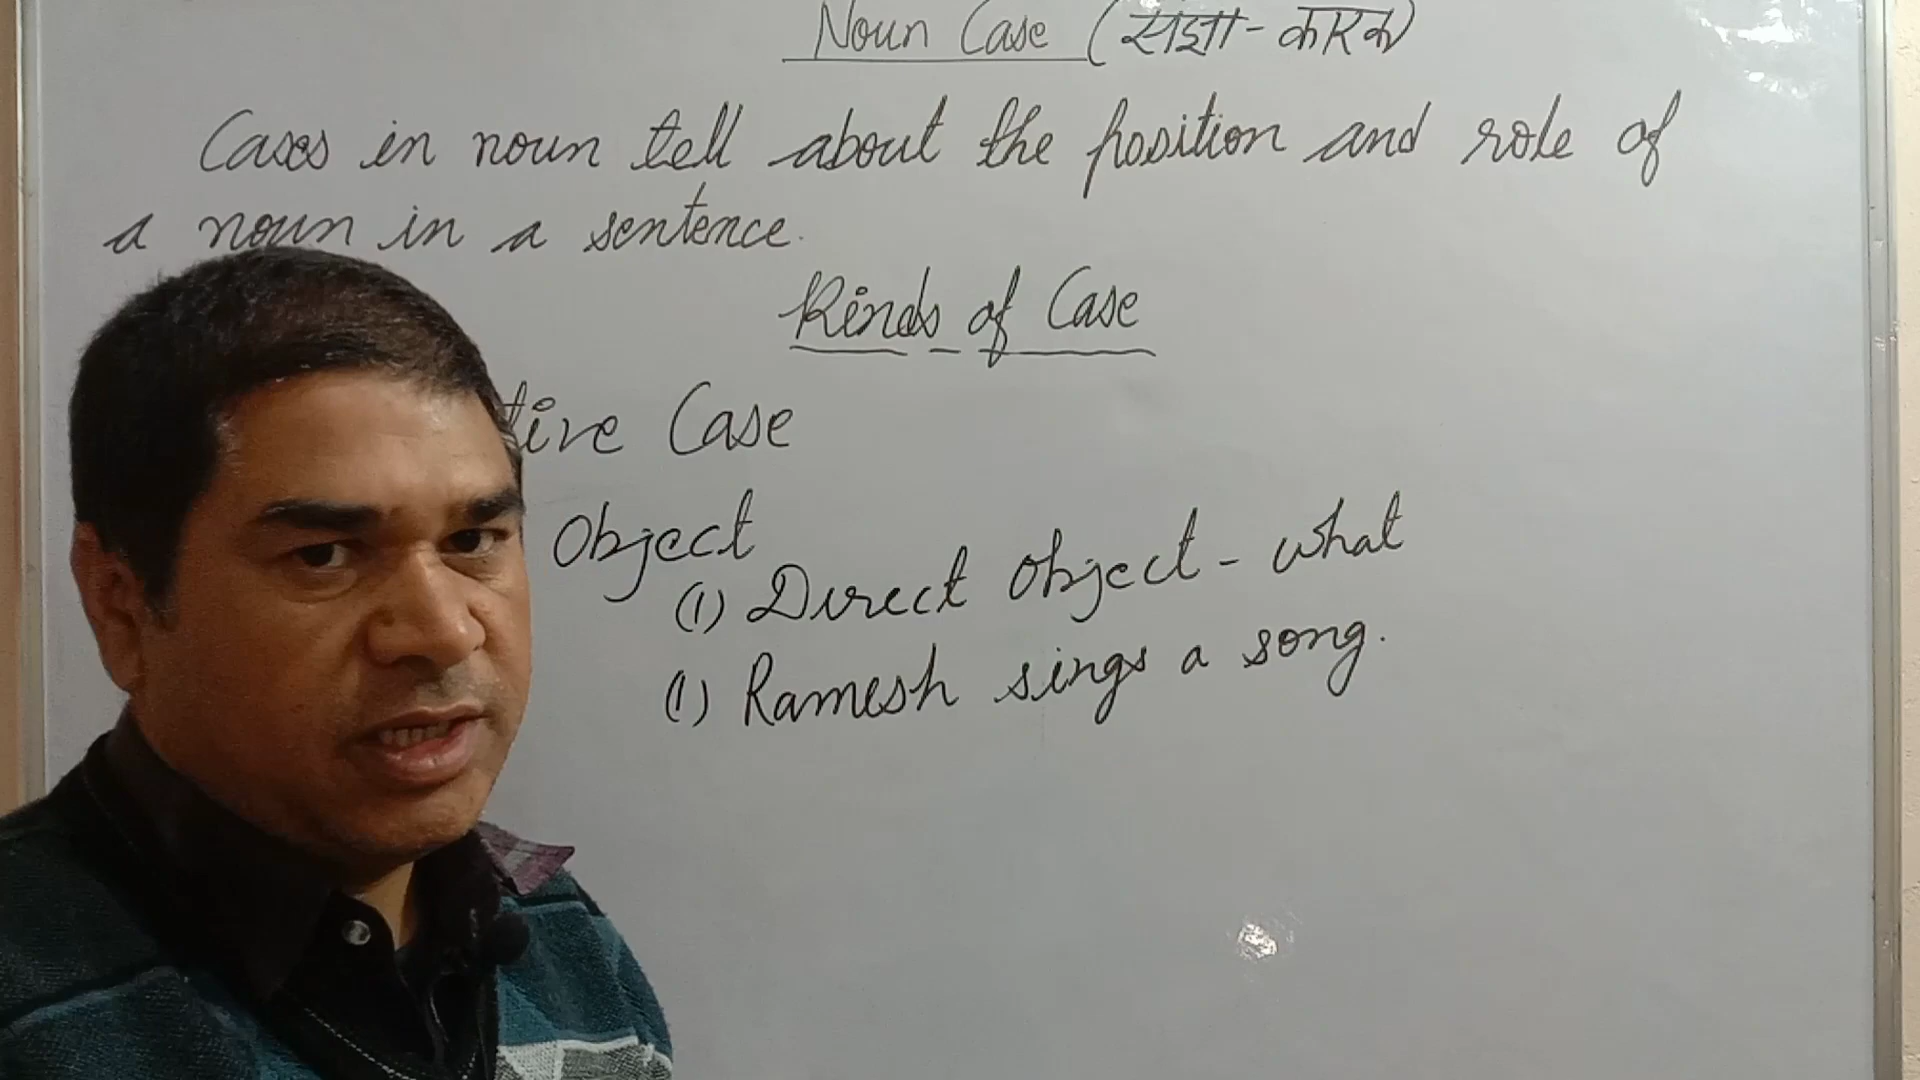 Noun Case (संज्ञा - कारक)
Cases in noun tell about the position and role of
a noun in a sentence.
Kinds of Case
tive Case
Object
(1) Direct Object - what
(1) Ramesh sings a song.